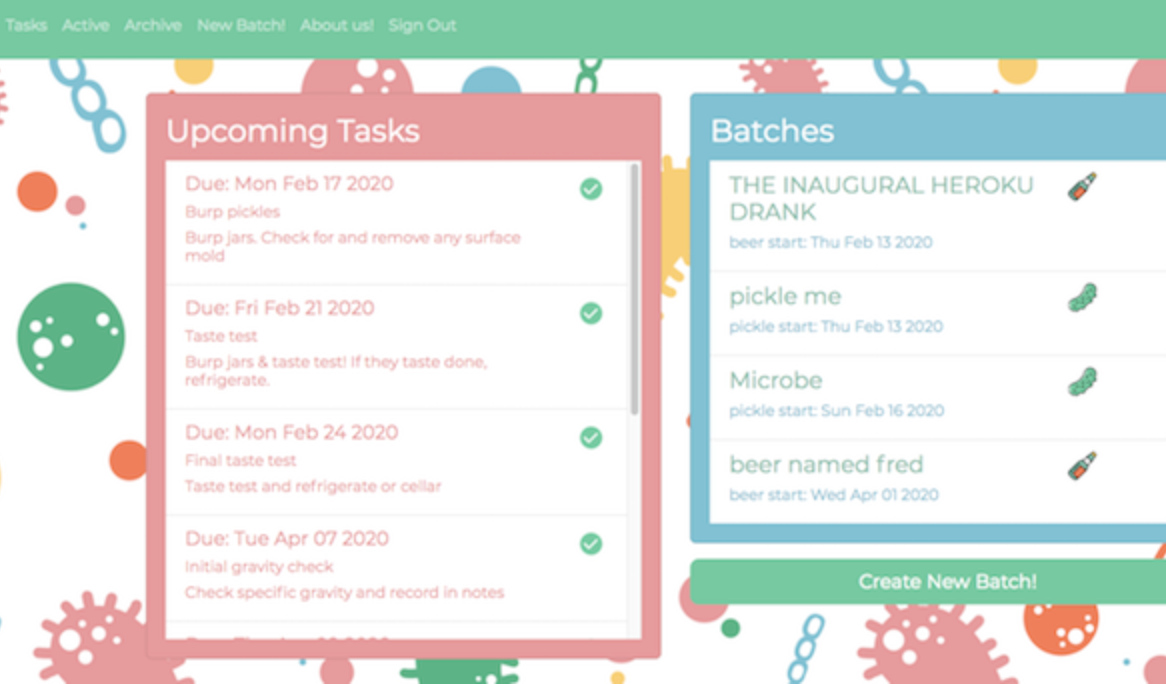 Tasks Active Archive New Batch! About us! Sign Out
Upcoming Tasks
Due: Mon Feb 17 2020
Burp pickles
Burp jars. Check for and remove any surface
mold
Due: Fri Feb 21 2020
Taste test
Burp jars & taste test! If they taste done,
refrigerate.
Due: Mon Feb 24 2020
Final taste test
Taste test and refrigerate or cellar
Due: Tue Apr 07 2020
Initial gravity check
Check specific gravity and record in notes
Batches
THE INAUGURAL HEROKU
DRANK
beer start: Thu Feb 13 2020
pickle me
pickle start: Thu Feb 13 2020
Microbe
pickle start: Sun Feb 16 2020
beer named fred
beer start: Wed Apr 01 2020
Create New Batch!